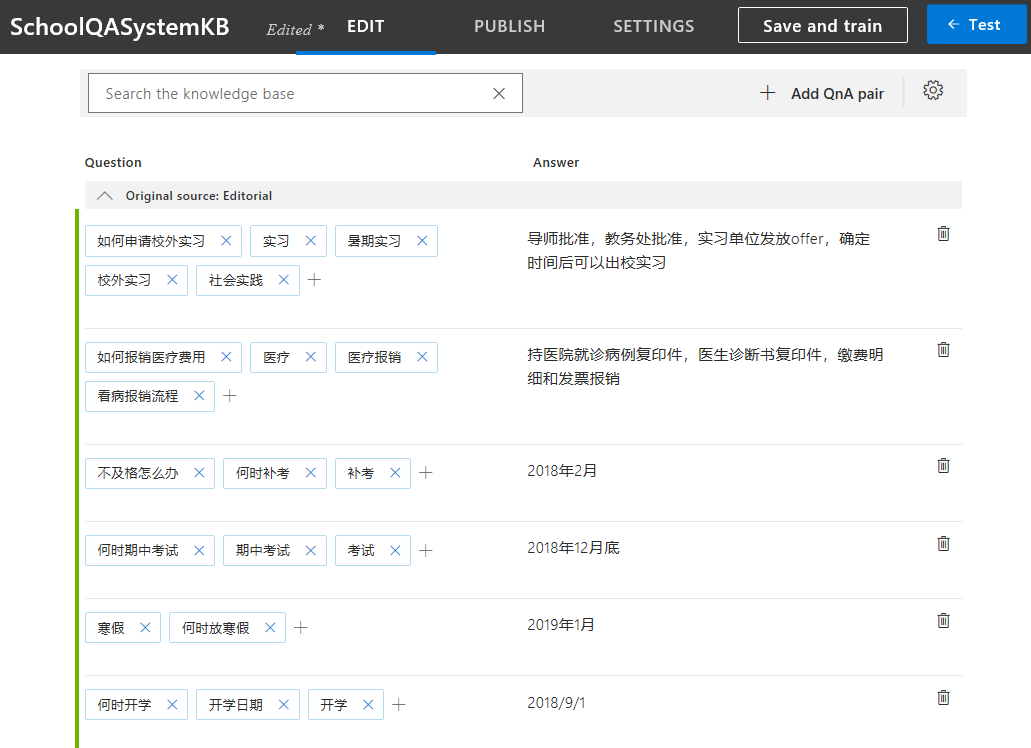 SchoolQASystemKB Edited * EDIT PUBLISH SETTINGS Save and train ← Test
Search the knowledge base
Add QnA pair
Question Answer
Original source: Editorial
如何申请校外实习 实习 暑期实习
校外实习 社会实践
导师批准，教务处批准，实习单位发放offer，确定
时间后可以出校实习
如何报销医疗费用 医疗 医疗报销
看病报销流程
持医院就诊病例复印件，医生诊断书复印件，缴费明
细和发票报销
不及格怎么办 何时补考 补考
2018年2月
何时期中考试 期中考试 考试
2018年12月底
寒假 何时放寒假
2019年1月
何时开学 开学日期 开学
2018/9/1